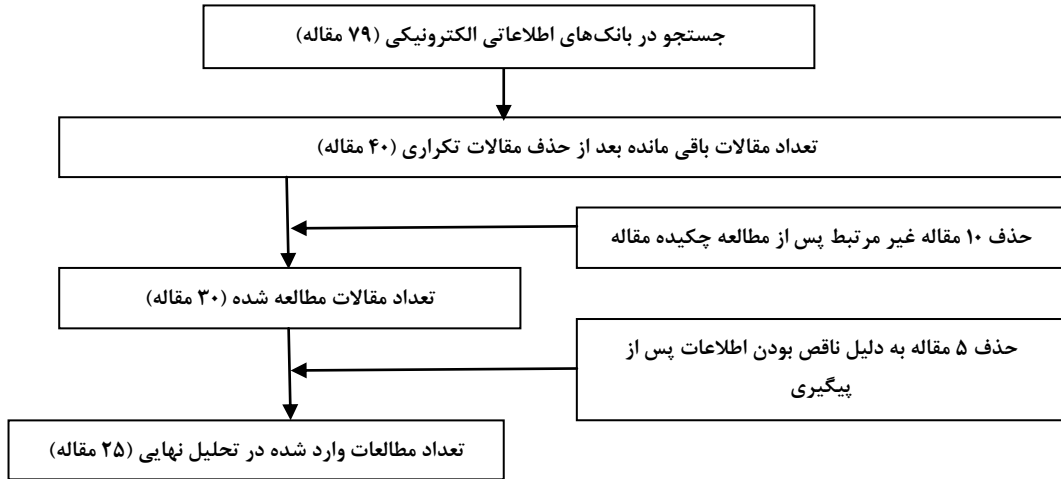 جستجو در بانک‌های اطلاعاتی الکترونیکی (۷۹ مقاله)
تعداد مقالات باقی مانده بعد از حذف مقالات تکراری (۴۰ مقاله)
حذف ۱۰ مقاله غیر مرتبط پس از مطالعه چکیده مقاله
تعداد مقالات مطالعه شده (۳۰ مقاله)
حذف ۵ مقاله به دلیل ناقص بودن اطلاعات پس از
پیگیری
تعداد مطالعات وارد شده در تحلیل نهایی (۲۵ مقاله)